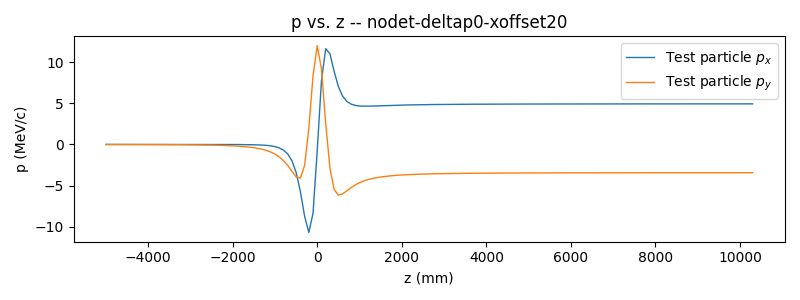 p vs. z -- nodet-deltap0-xoffset20
p (MeV/c)
10
5
0
−5
−10
Test particle pₓ
Test particle p_y
−4000 −2000 0 2000 4000 6000 8000 10000
z (mm)